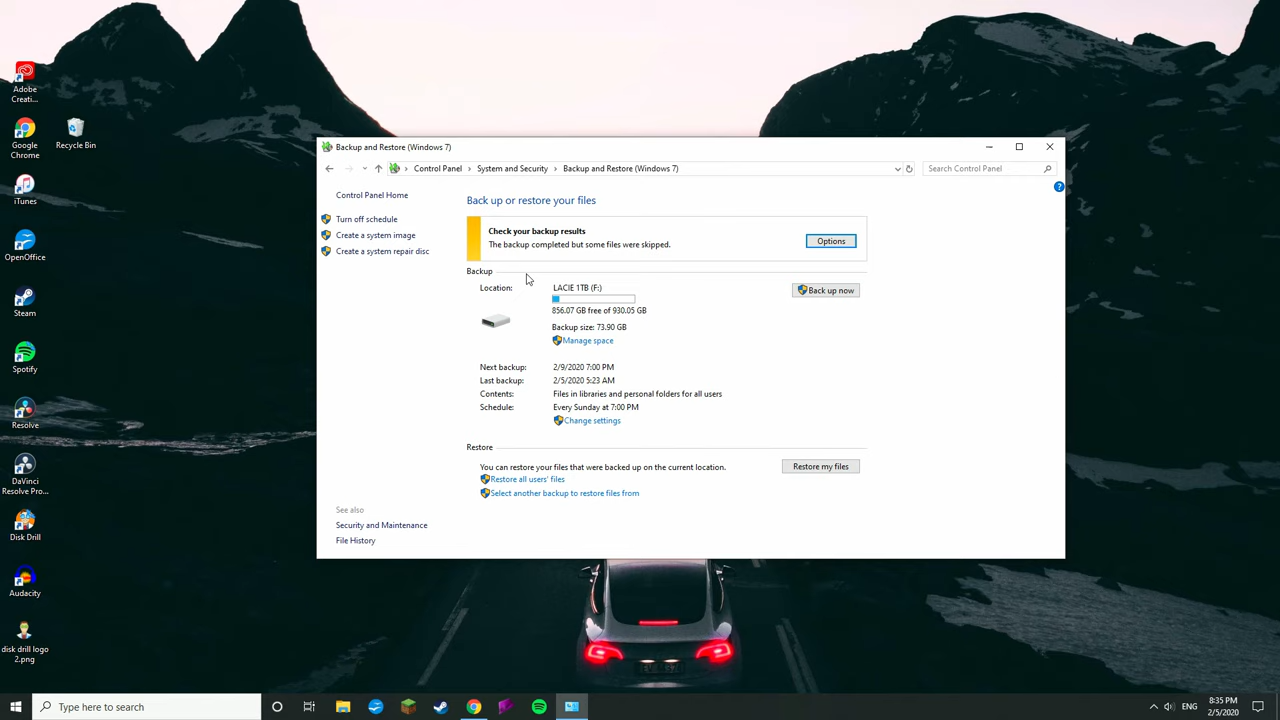 Adobe
Creati...
Google
Chrome
Recycle Bin
iTunes
OpenOffice
Steam
Spotify
Resolve
DaVinci
Resolve Pro...
Disk Drill
Audacity
disk drill logo
2.png
Backup and Restore (Windows 7)
Control Panel > System and Security > Backup and Restore (Windows 7)
Search Control Panel
Control Panel Home
Turn off schedule
Create a system image
Create a system repair disc
See also
Security and Maintenance
File History
Back up or restore your files
Check your backup results
The backup completed but some files were skipped.
Options
Backup
Location: LACIE 1TB (F:)
Back up now
856.07 GB free of 930.05 GB
Backup size: 73.90 GB
Manage space
Next backup: 2/9/2020 7:00 PM
Last backup: 2/5/2020 5:23 AM
Contents: Files in libraries and personal folders for all users
Schedule: Every Sunday at 7:00 PM
Change settings
Restore
You can restore your files that were backed up on the current location.
Restore my files
Restore all users' files
Select another backup to restore files from
Type here to search
ENG
8:35 PM
2/5/2020